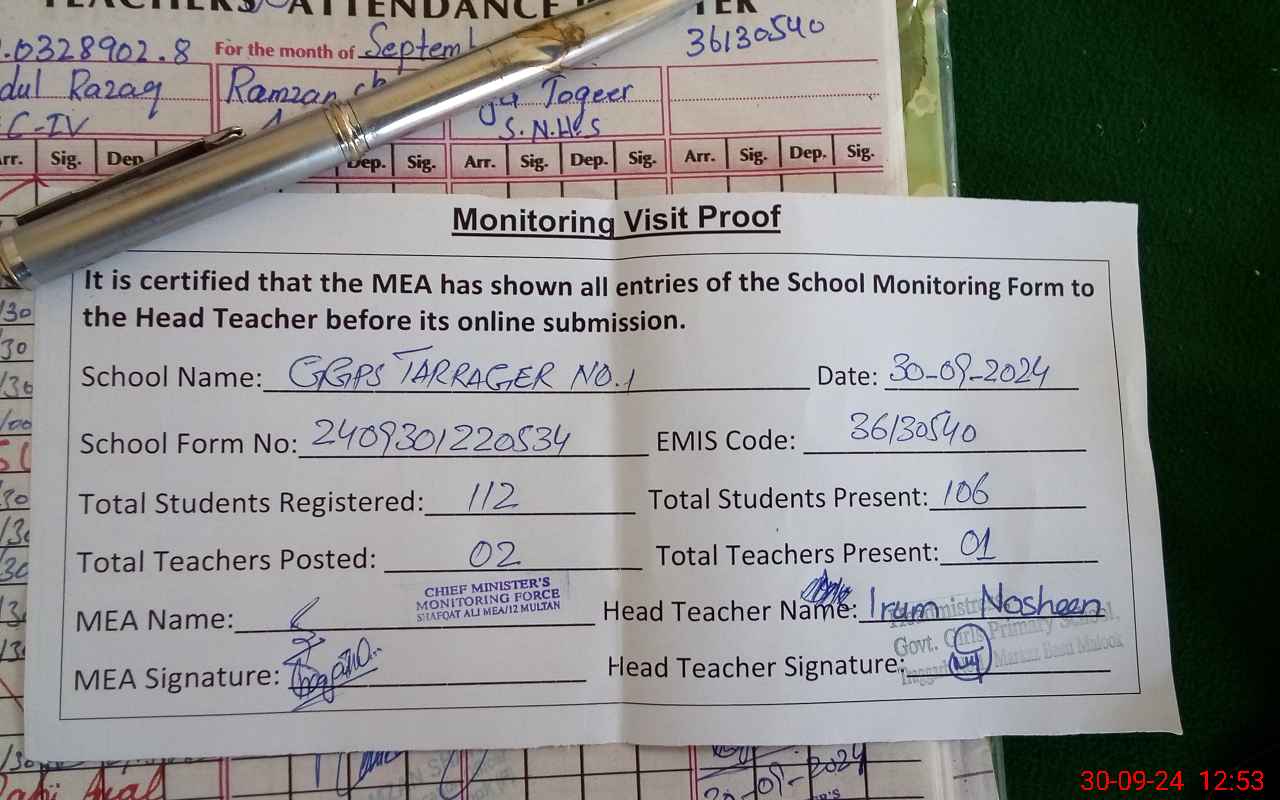 TEACHERS ATTENDANCE
.0328902.8 For the month of Septemb 36130540
dul Razaq Ramzan Toqeer
C-IV S.N.H.S
Arr. Sig. Dep. Dep. Sig. Arr. Sig. Dep. Sig. Arr. Sig. Dep. Sig.
Monitoring Visit Proof
It is certified that the MEA has shown all entries of the School Monitoring Form to
the Head Teacher before its online submission.
School Name: GGPS TARRAGER NO.1 Date: 30-09-2024
School Form No: 2409301220534 EMIS Code: 36130540
Total Students Registered: 112 Total Students Present: 106
Total Teachers Posted: 02 Total Teachers Present: 01
CHIEF MINISTER'S
MONITORING FORCE
SHAFQAT ALI MEA/12 MULTAN
MEA Name: Head Teacher Name: Irum Nosheen
Govt. Girls Primary School
MEA Signature: Head Teacher Signature:
Markaz Basti Malook
30-09-24 12:53